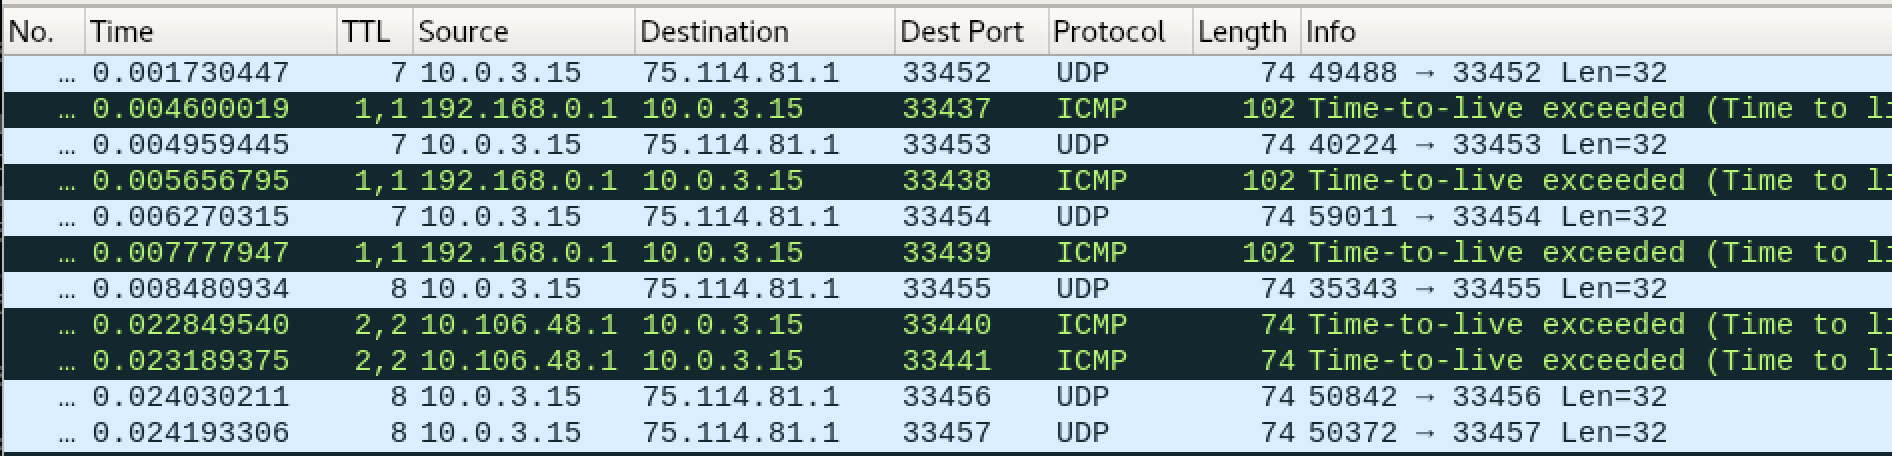 No. Time TTL Source Destination Dest Port Protocol Length Info
… 0.001730447 7 10.0.3.15 75.114.81.1 33452 UDP 74 49488 → 33452 Len=32
… 0.004600019 1,1 192.168.0.1 10.0.3.15 33437 ICMP 102 Time-to-live exceeded (Time to li
… 0.004959445 7 10.0.3.15 75.114.81.1 33453 UDP 74 40224 → 33453 Len=32
… 0.005656795 1,1 192.168.0.1 10.0.3.15 33438 ICMP 102 Time-to-live exceeded (Time to li
… 0.006270315 7 10.0.3.15 75.114.81.1 33454 UDP 74 59011 → 33454 Len=32
… 0.007777947 1,1 192.168.0.1 10.0.3.15 33439 ICMP 102 Time-to-live exceeded (Time to li
… 0.008480934 8 10.0.3.15 75.114.81.1 33455 UDP 74 35343 → 33455 Len=32
… 0.022849540 2,2 10.106.48.1 10.0.3.15 33440 ICMP 74 Time-to-live exceeded (Time to li
… 0.023189375 2,2 10.106.48.1 10.0.3.15 33441 ICMP 74 Time-to-live exceeded (Time to li
… 0.024030211 8 10.0.3.15 75.114.81.1 33456 UDP 74 50842 → 33456 Len=32
… 0.024193306 8 10.0.3.15 75.114.81.1 33457 UDP 74 50372 → 33457 Len=32